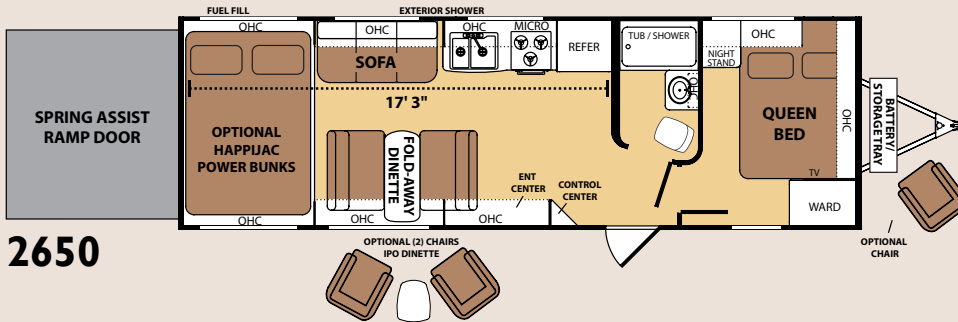 FUEL FILL
EXTERIOR SHOWER
OHC
OHC
OHC
MICRO
REFER
TUB / SHOWER
OHC
NIGHT
STAND
OHC
SOFA
17' 3"
SPRING ASSIST
RAMP DOOR
OPTIONAL
HAPPIJAC
POWER BUNKS
FOLD-AWAY
DINETTE
QUEEN
BED
OHC
BATTERY/
STORAGE TRAY
ENT
CENTER
CONTROL
CENTER
TV
WARD
OHC
OHC
OHC
OPTIONAL (2) CHAIRS
IPO DINETTE
OPTIONAL
CHAIR
2650